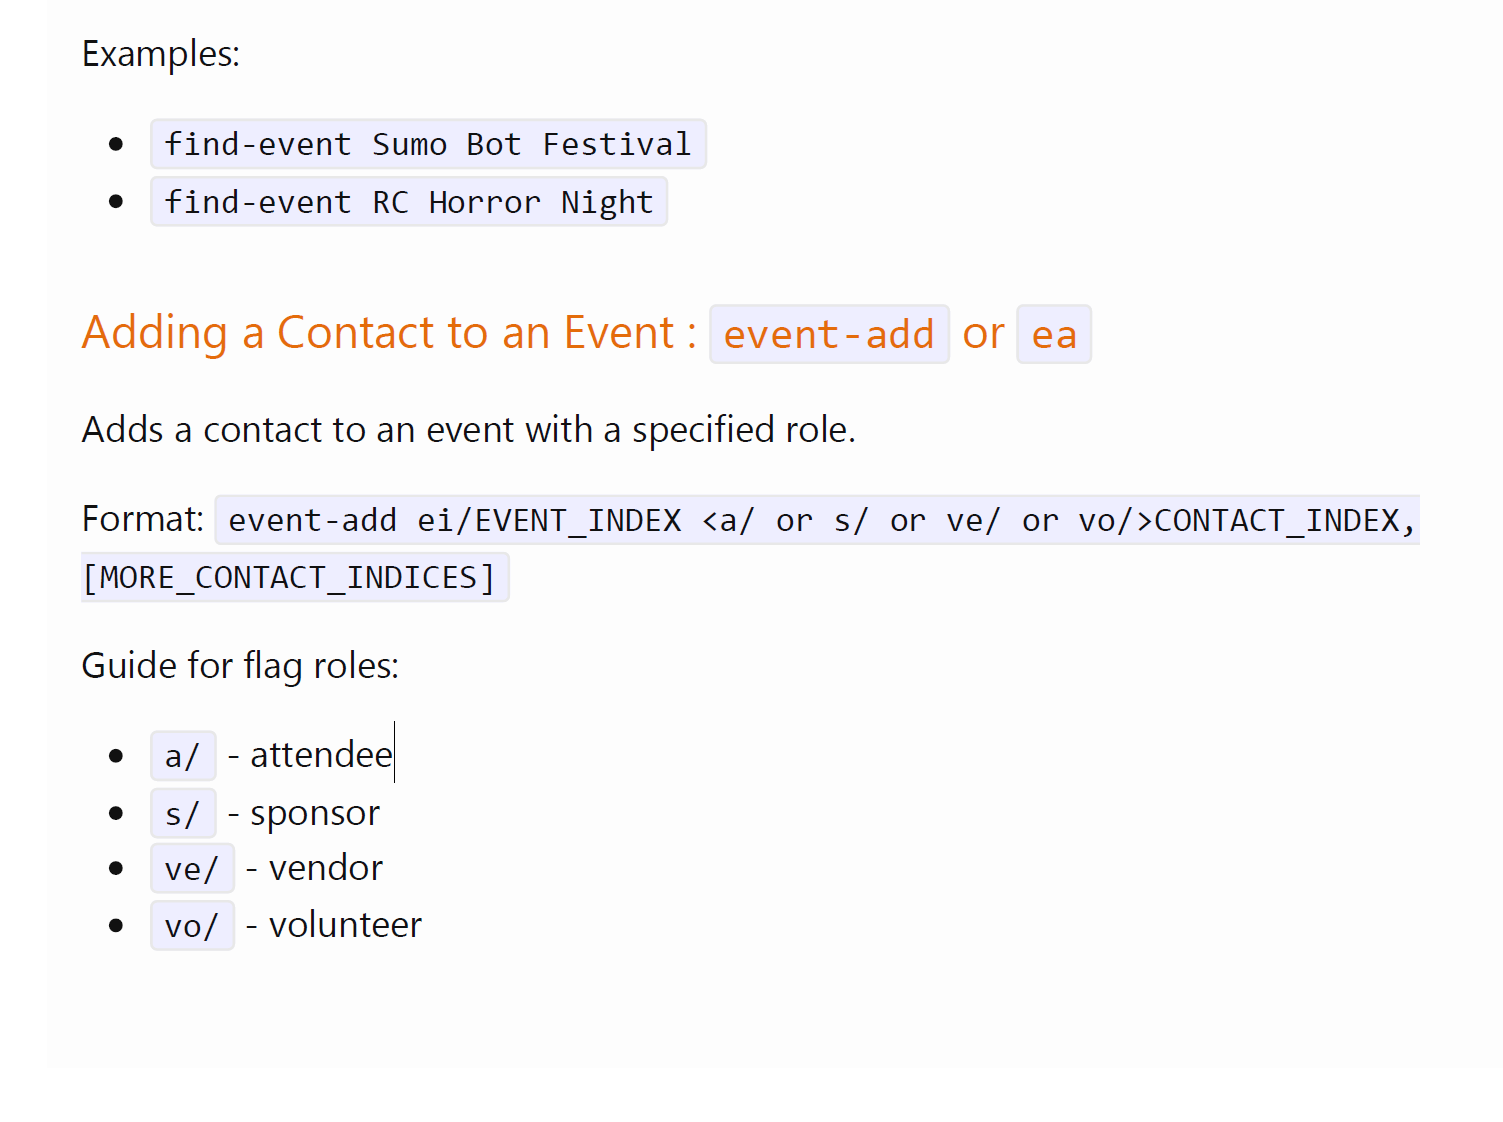 Examples:
find-event Sumo Bot Festival
find-event RC Horror Night
Adding a Contact to an Event : event-add or ea
Adds a contact to an event with a specified role.
Format: event-add ei/EVENT_INDEX <a/ or s/ or ve/ or vo/>CONTACT_INDEX,
[MORE_CONTACT_INDICES]
Guide for flag roles:
a/ - attendee
s/ - sponsor
ve/ - vendor
vo/ - volunteer